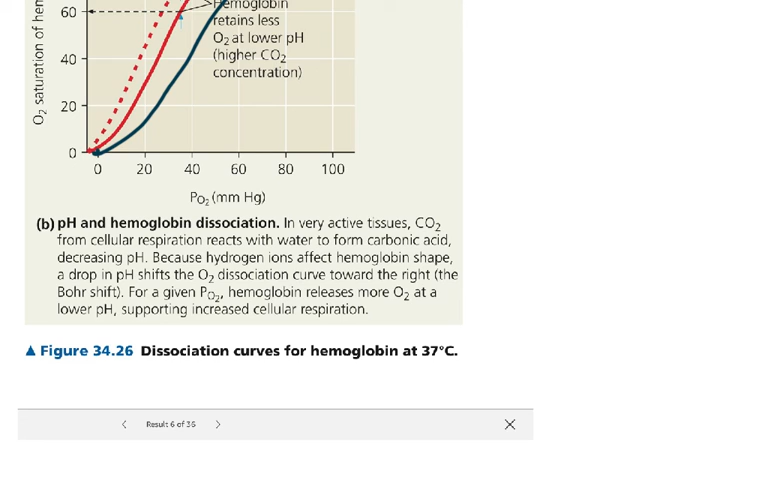 Hemoglobin
retains less
O₂ at lower pH
(higher CO₂
concentration)
O₂ saturation of hem
60
40
20
0
0 20 40 60 80 100
P_O₂ (mm Hg)
(b) pH and hemoglobin dissociation. In very active tissues, CO₂
from cellular respiration reacts with water to form carbonic acid,
decreasing pH. Because hydrogen ions affect hemoglobin shape,
a drop in pH shifts the O₂ dissociation curve toward the right (the
Bohr shift). For a given P_O₂, hemoglobin releases more O₂ at a
lower pH, supporting increased cellular respiration.
▲ Figure 34.26 Dissociation curves for hemoglobin at 37°C.
Result 6 of 36